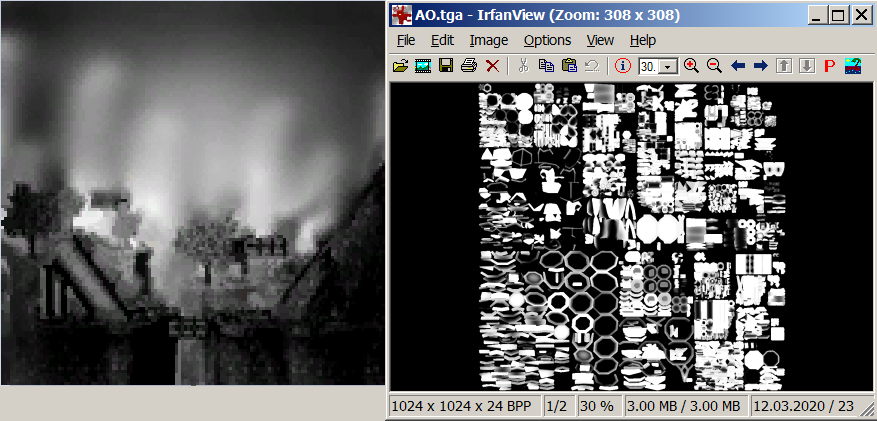 AO.tga - IrfanView (Zoom: 308 x 308)
File Edit Image Options View Help
30. P
1024 x 1024 x 24 BPP 1/2 30 % 3.00 MB / 3.00 MB 12.03.2020 / 23